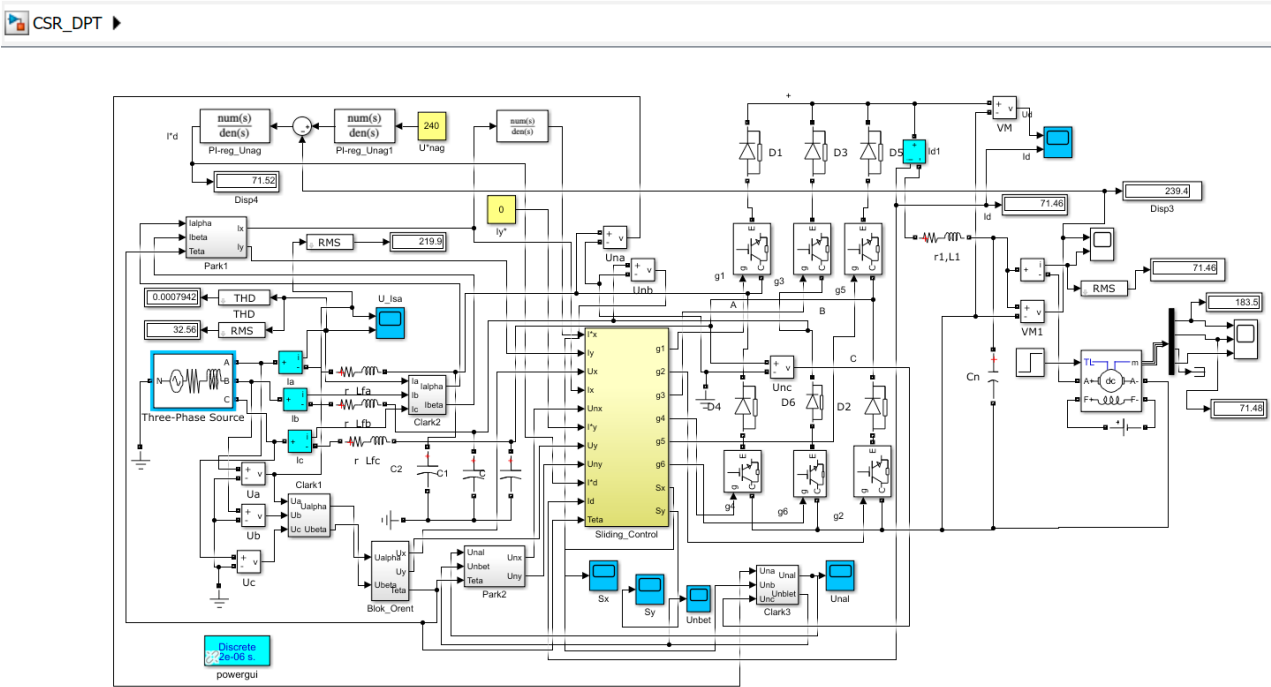 CSR_DPT
num(s)
den(s)
PI-reg_Unag
num(s)
den(s)
PI-reg_Unag1
240
U*nag
num(s)
den(s)
I*d
71.52
Disp4
0
Iy*
Ialpha
Ibeta
Teta
Ix
Iy
Park1
RMS
219.9
0.0007942
THD
THD
32.56
RMS
U_Isa
+
D1
D3
D5
Id1
VM
Ud
Id
239.4
Disp3
Id
71.46
r1,L1
71.46
RMS
VM1
183.5
71.48
Una
Unb
g1
g3
g5
A
B
C
Unc
D4
D6
D2
g4
g6
g2
Cn
TL
m
A+
dc
A-
F+
F-
N
A
B
C
Three-Phase Source
Ia
Ib
Ic
r Lfa
r Lfb
r Lfc
Ia
Ib
Ic
Ialpha
Ibeta
Clark2
C2
C1
C
Ua
Ub
Uc
Clark1
Ua
Ub
Uc
Ualpha
Ubeta
Ualpha
Ubeta
Ux
Uy
Teta
Blok_Orent
Unal
Unbet
Teta
Unx
Uny
Park2
I*x
Iy
Ux
Ix
Unx
I*y
Uy
Uny
I*d
Id
Teta
g1
g2
g3
g4
g5
g6
Sx
Sy
Sliding_Control
Sx
Sy
Unbet
Una
Unb
Unc
Unal
Unblet
Clark3
Unal
Discrete
2e-06 s.
powergui